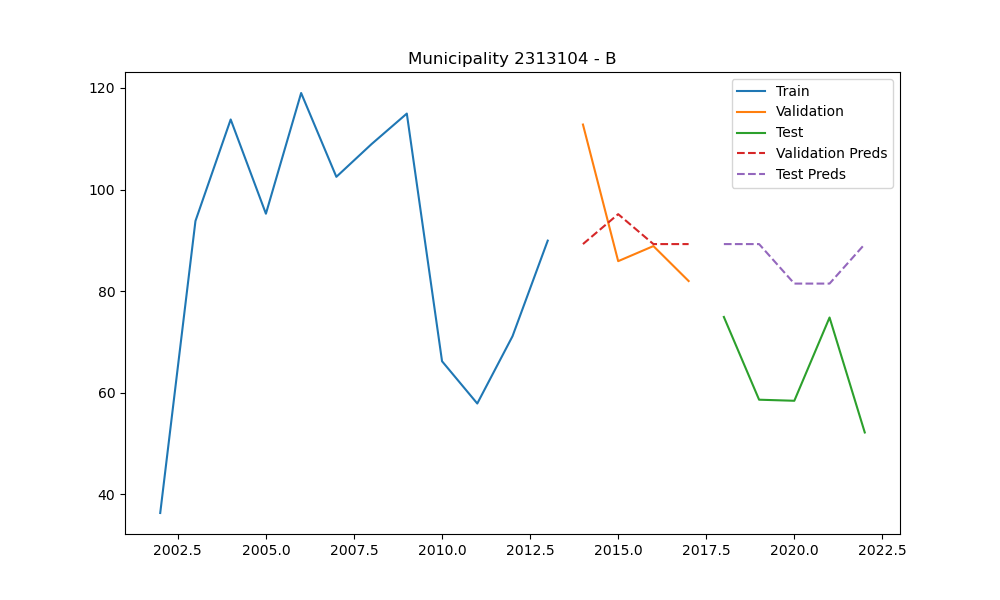 Municipality 2313104 - B
Train
Validation
Test
Validation Preds
Test Preds
120
100
80
60
40
2002.5 2005.0 2007.5 2010.0 2012.5 2015.0 2017.5 2020.0 2022.5